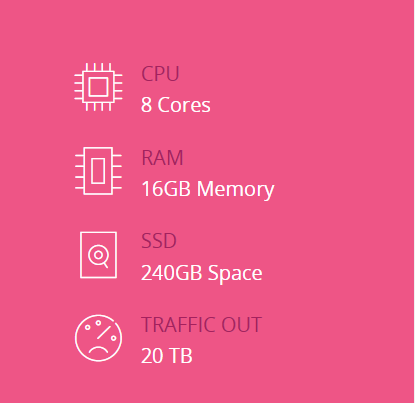 CPU
8 Cores
RAM
16GB Memory
SSD
240GB Space
TRAFFIC OUT
20 TB